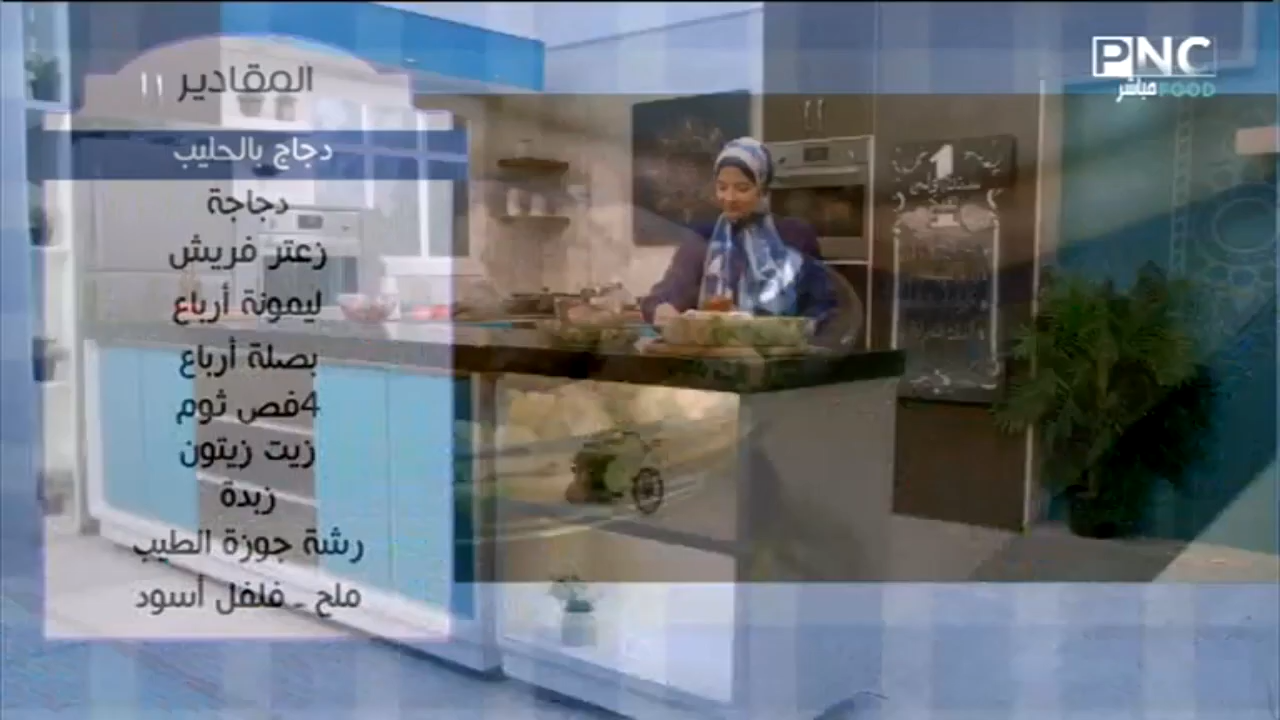 المقادير
دجاج بالحليب
دجاجة
زعتر فريش
ليمونة أرباع
بصلة أرباع
4فص ثوم
زيت زيتون
زبدة
رشة جوزة الطيب
ملح - فلفل أسود
PNC
FOOD مباشر
1